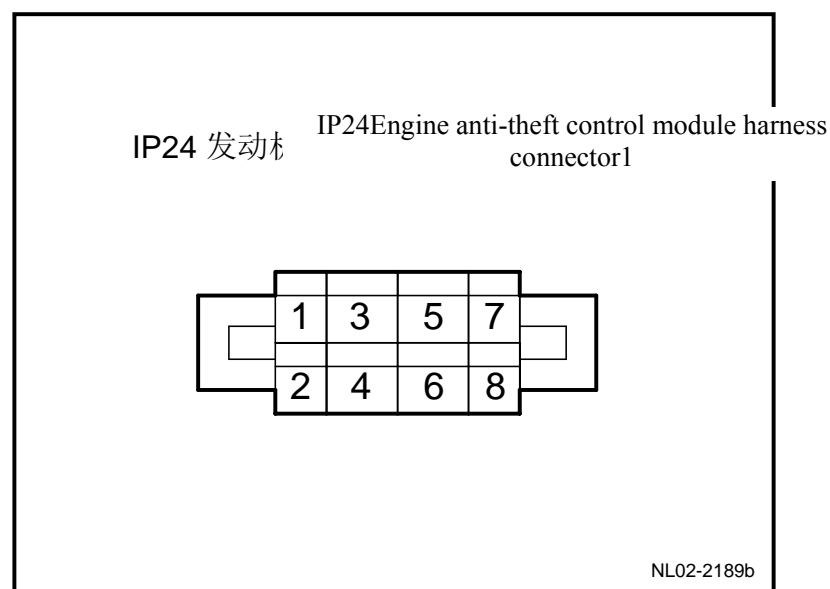 IP24 发动
IP24Engine anti-theft control module harness
connector1
1 3 5 7
2 4 6 8
NL02-2189b